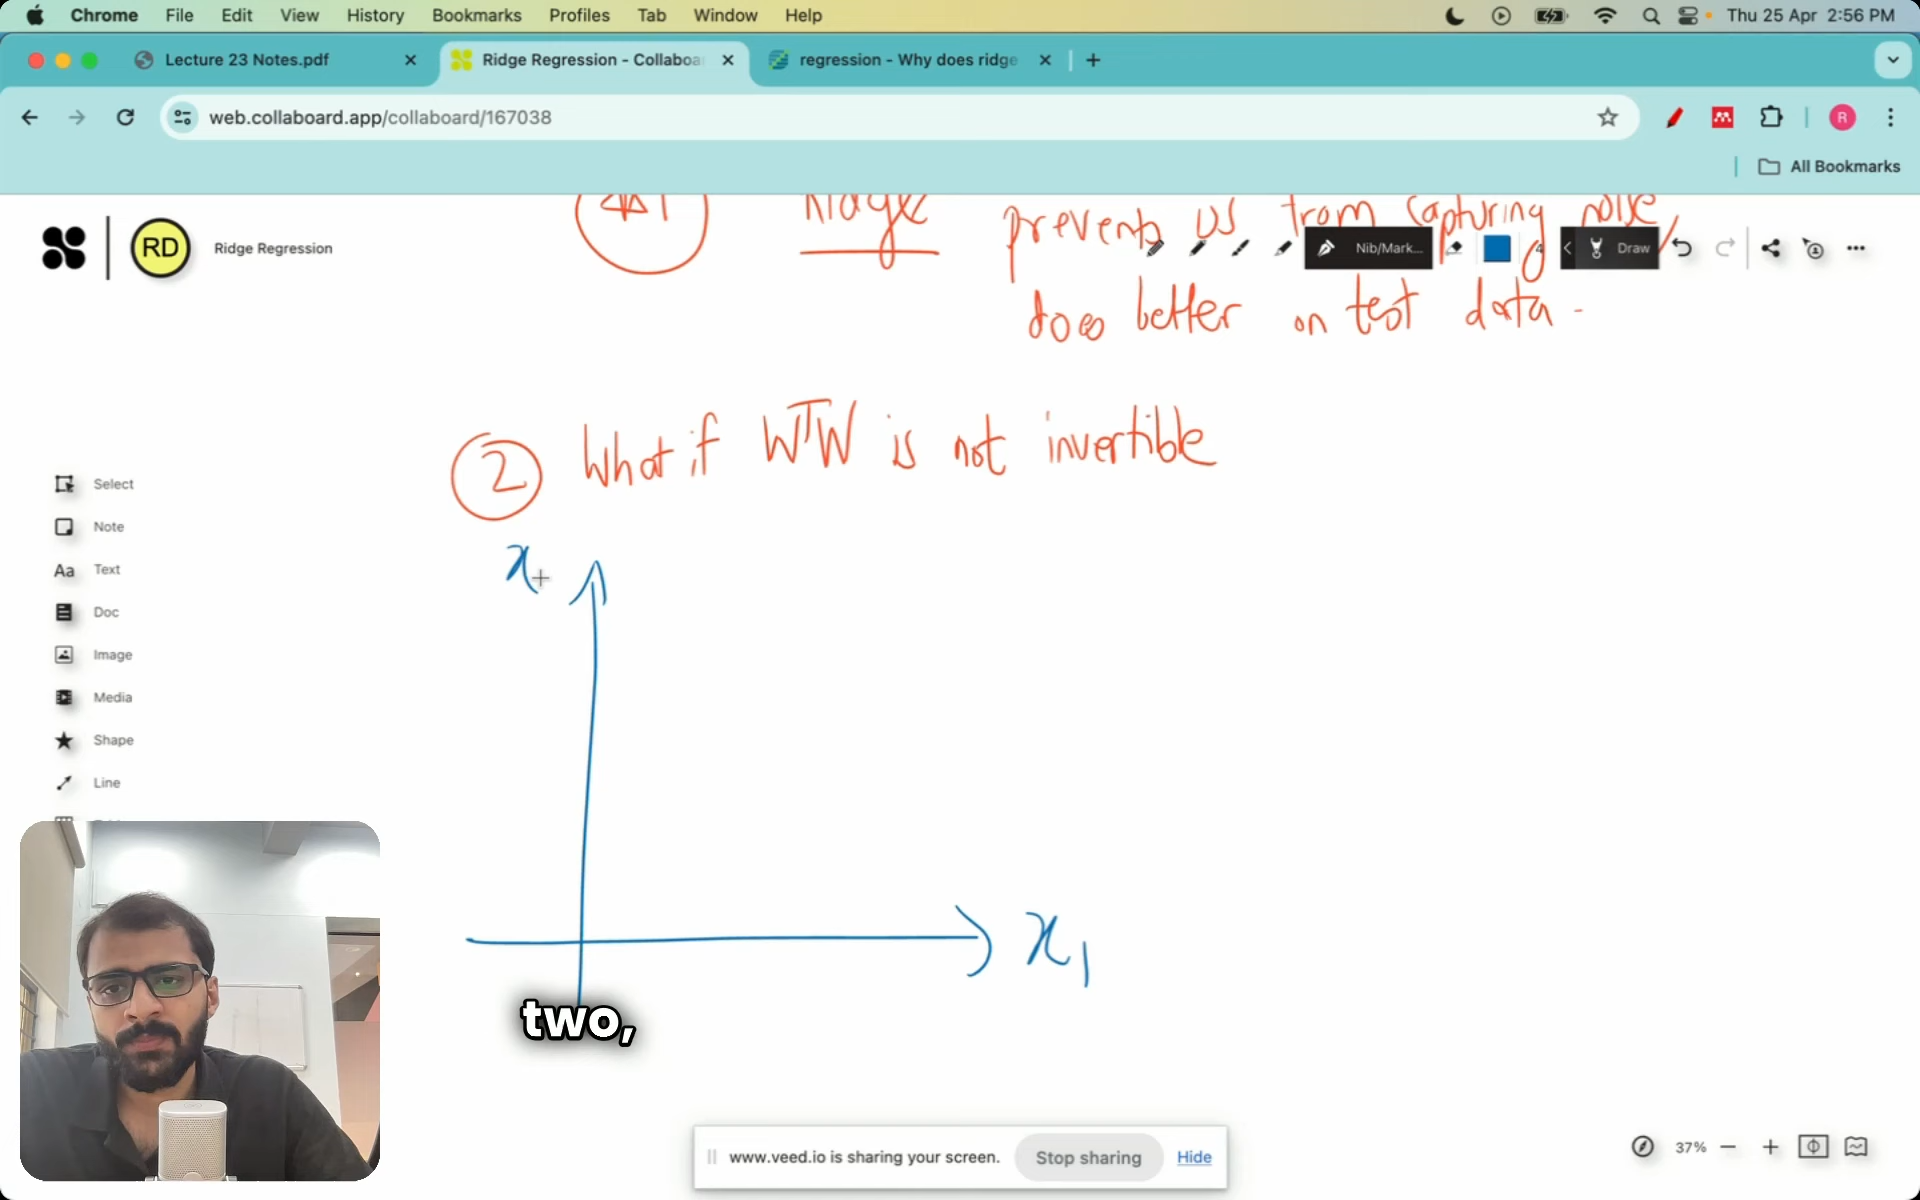 Chrome File Edit View History Bookmarks Profiles Tab Window Help Thu 25 Apr 2:56 PM
Lecture 23 Notes.pdf Ridge Regression - Collaboa regression - Why does ridge
web.collaboard.app/collaboard/167038 R
All Bookmarks
Ridge prevents us from capturing noise,
RD Ridge Regression Nib/Mark... Draw
does better on test data -
2 What if WTW is not invertible
Select
Note
Aa Text
Doc
Image
Media
Shape
Line
x
x1
two,
www.veed.io is sharing your screen. Stop sharing Hide
37%